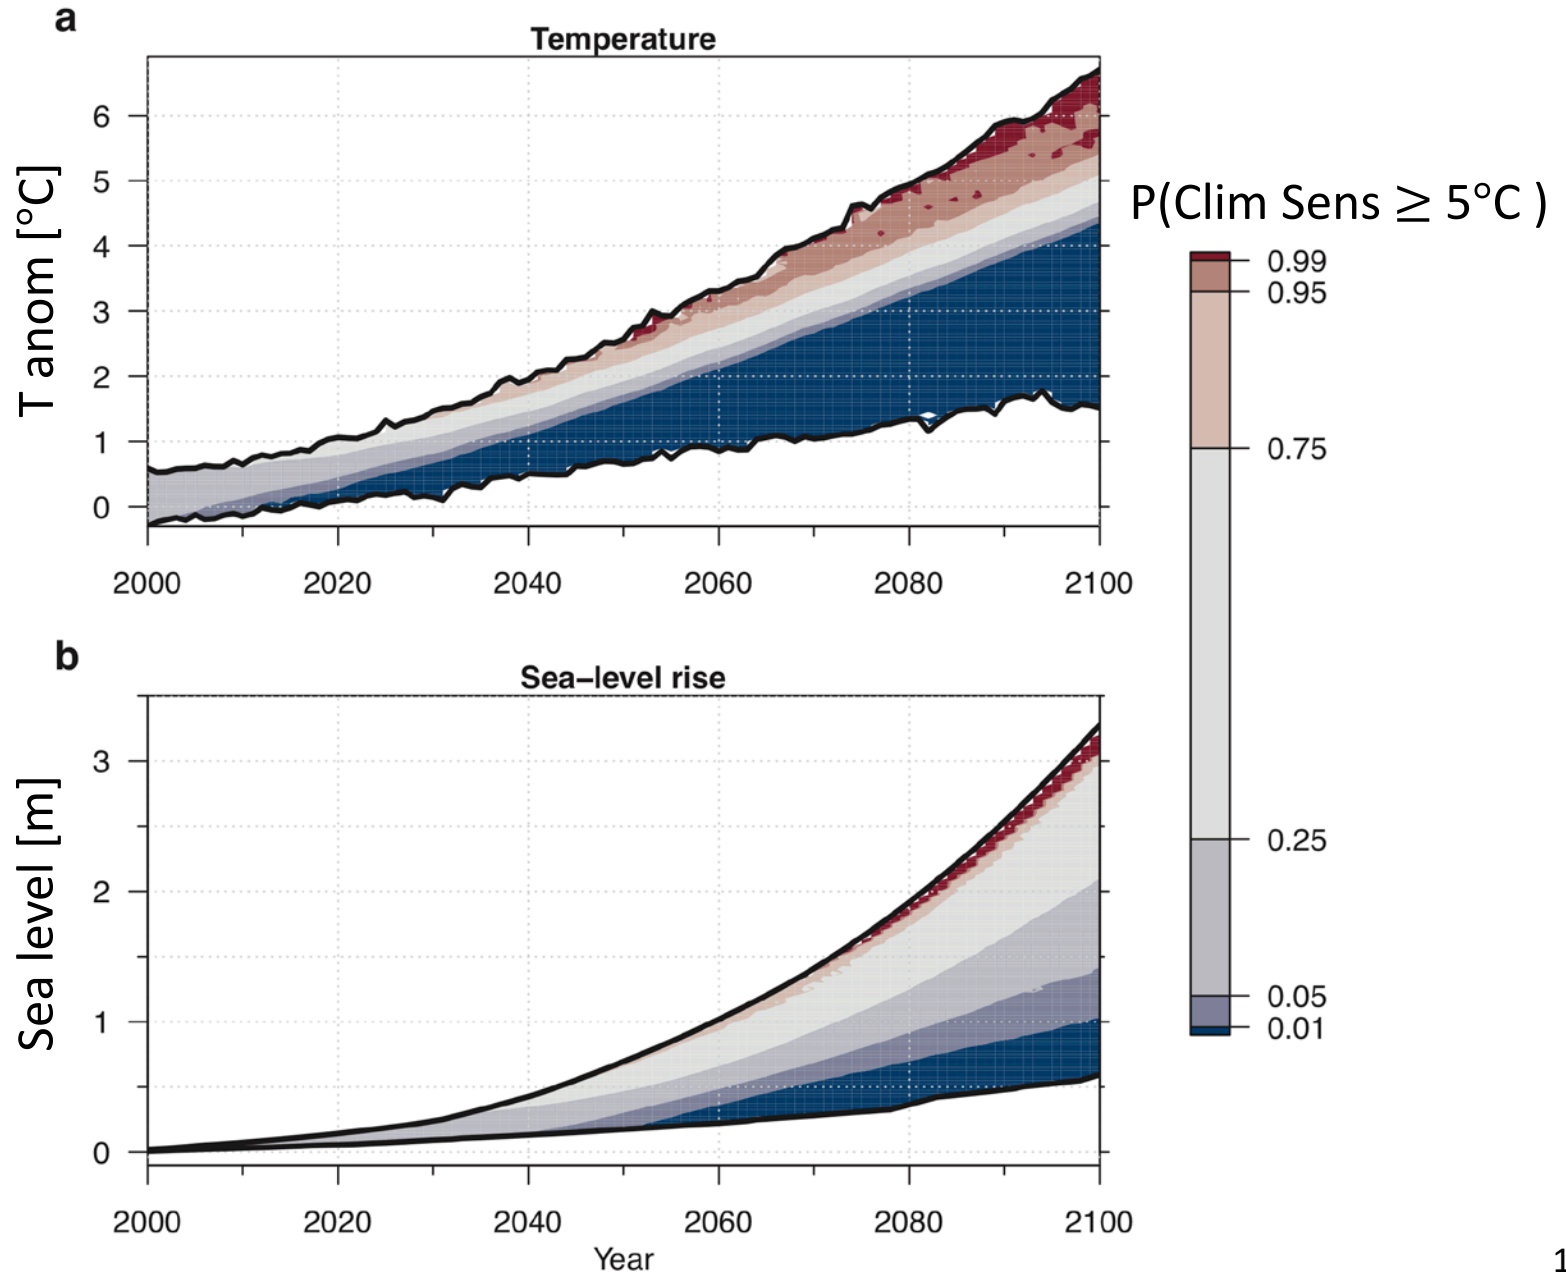 a
Temperature
T anom [°C]
6
5
4
3
2
1
0
2000 2020 2040 2060 2080 2100
P(Clim Sens ≥ 5°C )
0.99
0.95
0.75
0.25
0.05
0.01
b
Sea–level rise
Sea level [m]
3
2
1
0
2000 2020 2040 2060 2080 2100
Year
1